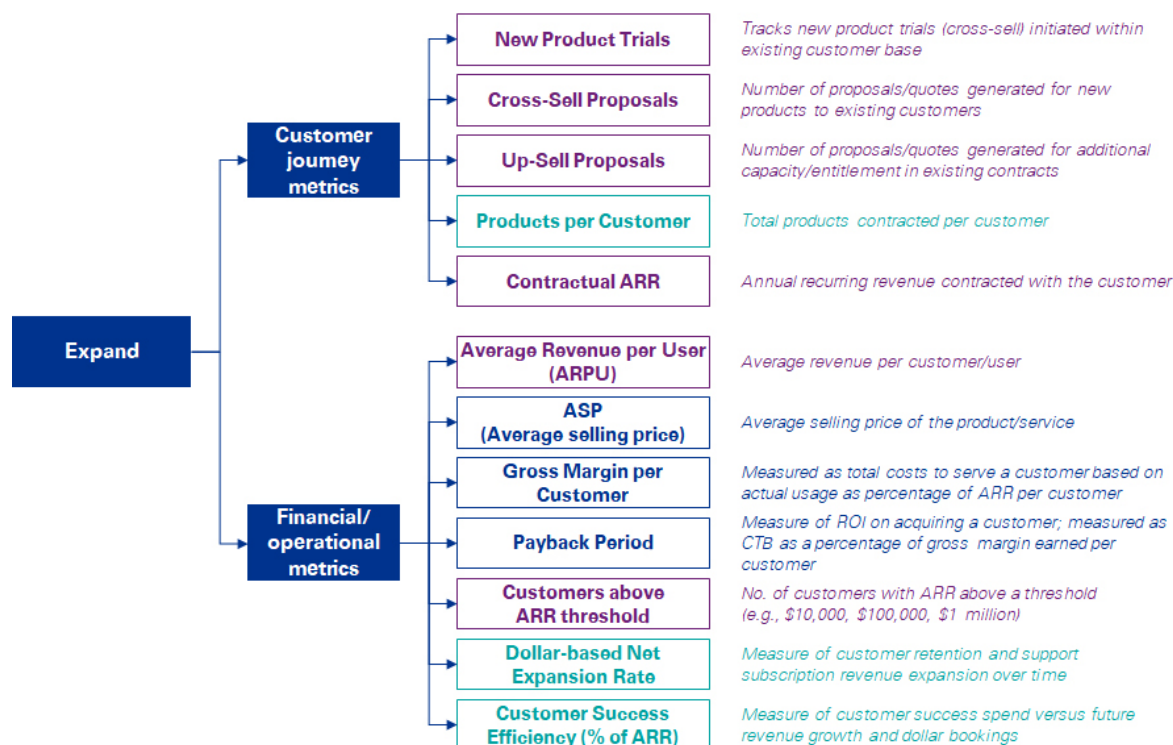 New Product Trials
Tracks new product trials (cross-sell) initiated within
existing customer base
Cross-Sell Proposals
Number of proposals/quotes generated for new
products to existing customers
Customer
journey
metrics
Up-Sell Proposals
Number of proposals/quotes generated for additional
capacity/entitlement in existing contracts
Products per Customer
Total products contracted per customer
Contractual ARR
Annual recurring revenue contracted with the customer
Expand
Average Revenue per User
(ARPU)
Average revenue per customer/user
ASP
(Average selling price)
Average selling price of the product/service
Gross Margin per
Customer
Measured as total costs to serve a customer based on
actual usage as percentage of ARR per customer
Financial/
operational
metrics
Payback Period
Measure of ROI on acquiring a customer; measured as
CTB as a percentage of gross margin earned per
customer
Customers above
ARR threshold
No. of customers with ARR above a threshold
(e.g., $10,000, $100,000, $1 million)
Dollar-based Net
Expansion Rate
Measure of customer retention and support
subscription revenue expansion over time
Customer Success
Efficiency (% of ARR)
Measure of customer success spend versus future
revenue growth and dollar bookings